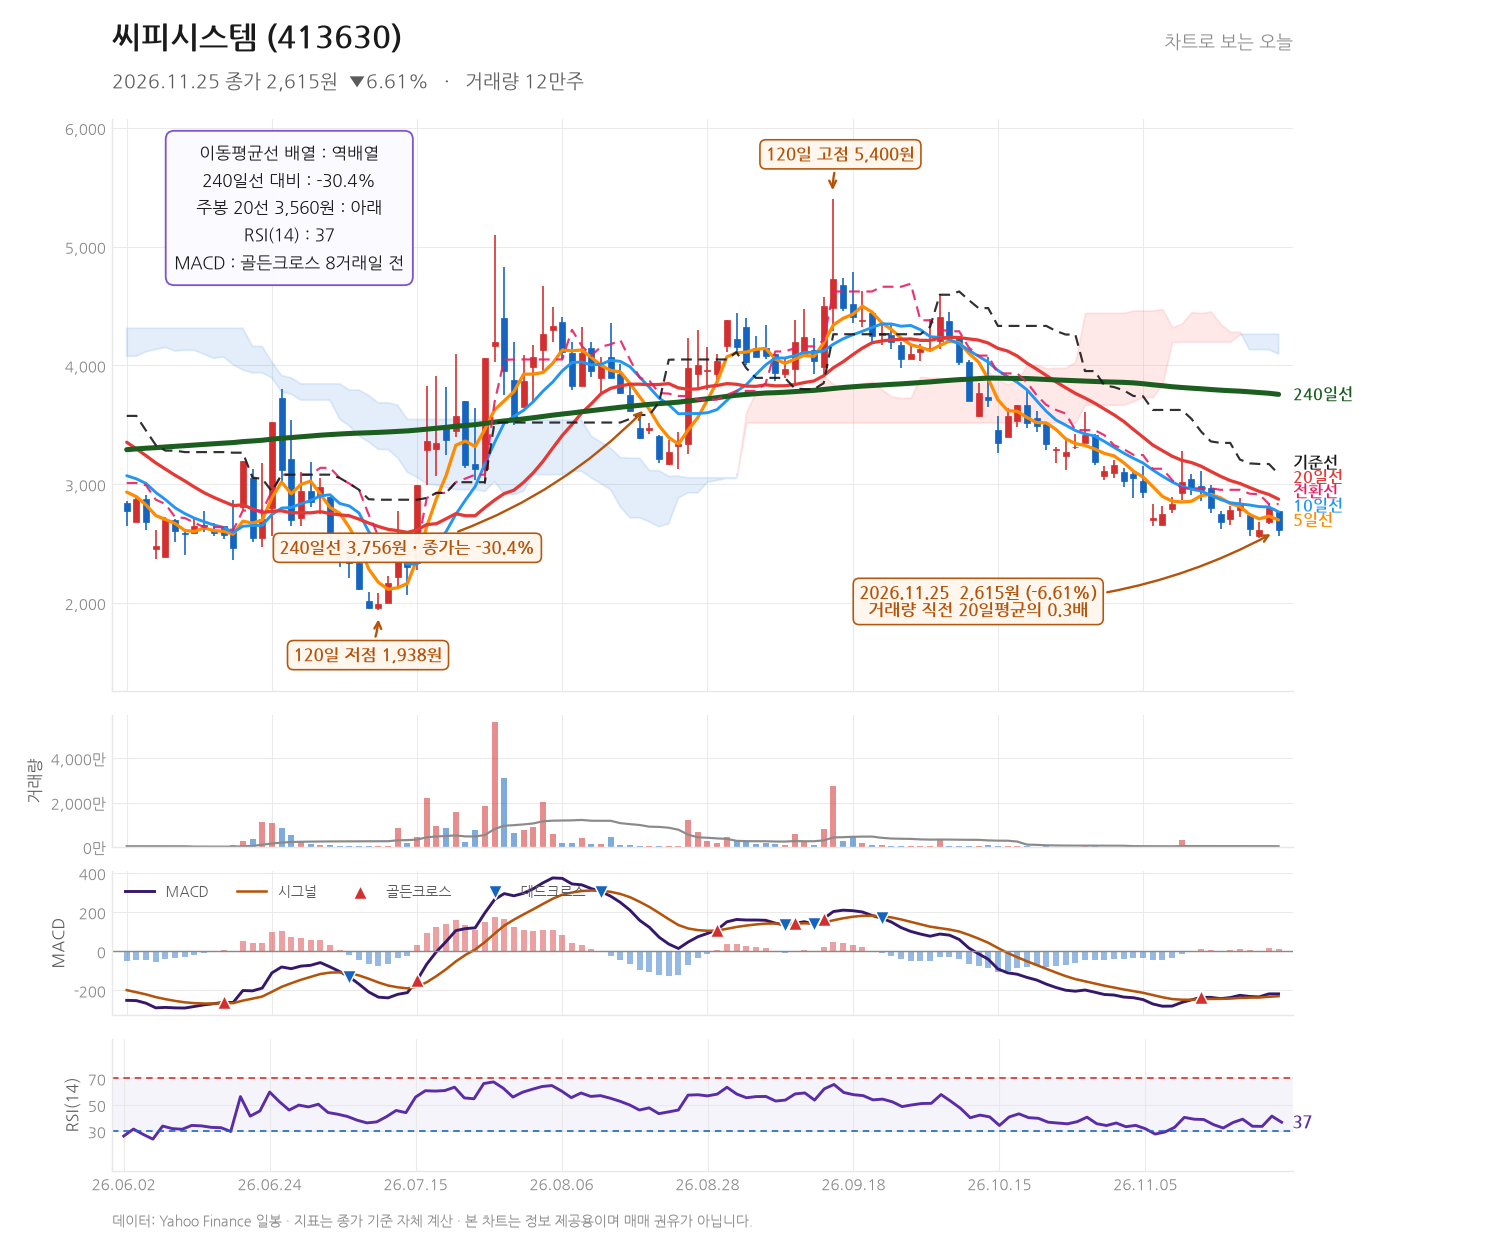 씨피시스템 (413630)
차트로 보는 오늘
2026.11.25 종가 2,615원 ▼6.61% · 거래량 12만주
6,000
5,000
4,000
3,000
2,000
이동평균선 배열 : 역배열
240일선 대비 : -30.4%
주봉 20선 3,560원 : 아래
RSI(14) : 37
MACD : 골든크로스 8거래일 전
120일 고점 5,400원
240일선 3,756원 · 종가는 -30.4%
120일 저점 1,938원
2026.11.25 2,615원 (-6.61%)
거래량 직전 20일평균의 0.3배
240일선
기준선
20일선
전환선
10일선
5일선
거래량
4,000만
2,000만
0만
MACD
400
200
0
-200
MACD
시그널
골든크로스
데드크로스
RSI(14)
70
50
30
37
26.06.02
26.06.24
26.07.15
26.08.06
26.08.28
26.09.18
26.10.15
26.11.05
데이터: Yahoo Finance 일봉 · 지표는 종가 기준 자체 계산 · 본 차트는 정보 제공용이며 매매 권유가 아닙니다.